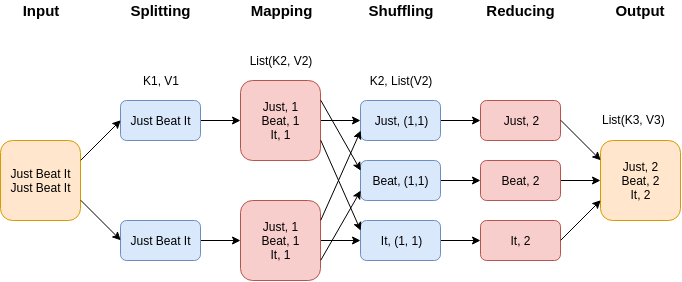 Input
Splitting
Mapping
Shuffling
Reducing
Output
Just Beat It
Just Beat It
K1, V1
Just Beat It
Just Beat It
List(K2, V2)
Just, 1
Beat, 1
It, 1
Just, 1
Beat, 1
It, 1
K2, List(V2)
Just, (1,1)
Beat, (1,1)
It, (1, 1)
Just, 2
Beat, 2
It, 2
List(K3, V3)
Just, 2
Beat, 2
It, 2